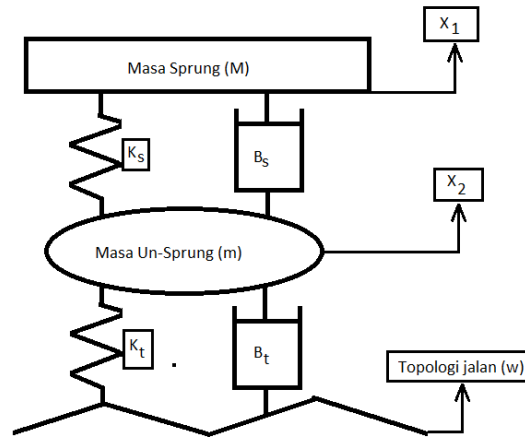 X1
Masa Sprung (M)
Ks
Bs
X2
Masa Un-Sprung (m)
Kt
Bt
Topologi jalan (w)